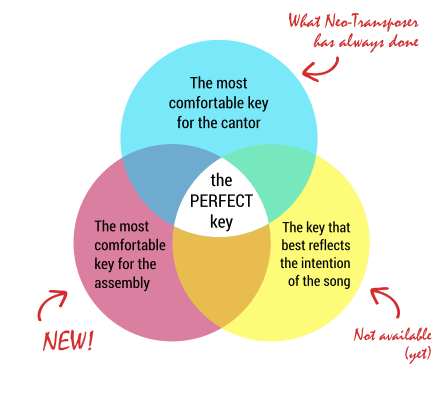 What Neo-Transposer
has always done
The most
comfortable key
for the cantor
the
PERFECT
key
The most
comfortable
key for the
assembly
The key that
best reflects
the intention
of the song
NEW!
Not available
(yet)